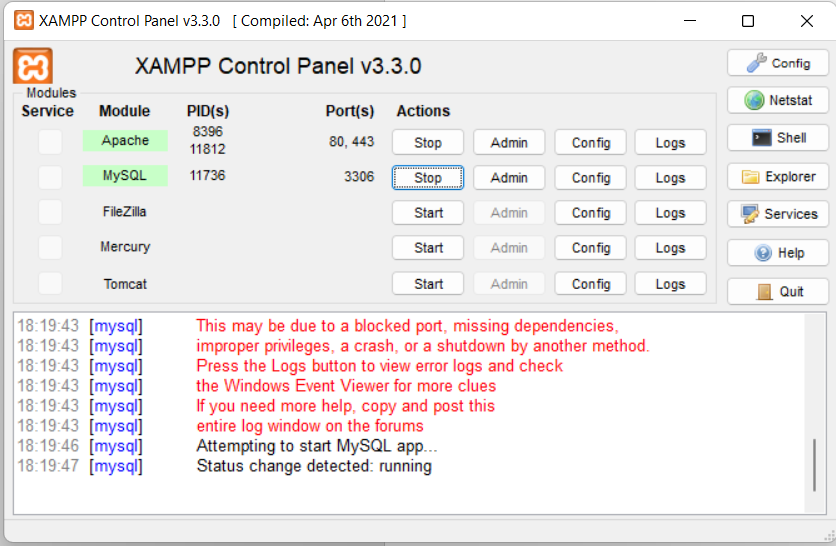 XAMPP Control Panel v3.3.0 [ Compiled: Apr 6th 2021 ]
XAMPP Control Panel v3.3.0
Config
Modules
Service Module PID(s) Port(s) Actions
Netstat
Apache 8396 11812 80, 443 Stop Admin Config Logs
Shell
MySQL 11736 3306 Stop Admin Config Logs
Explorer
FileZilla Start Admin Config Logs
Services
Mercury Start Admin Config Logs
Help
Tomcat Start Admin Config Logs
Quit
18:19:43 [mysql] This may be due to a blocked port, missing dependencies,
18:19:43 [mysql] improper privileges, a crash, or a shutdown by another method.
18:19:43 [mysql] Press the Logs button to view error logs and check
18:19:43 [mysql] the Windows Event Viewer for more clues
18:19:43 [mysql] If you need more help, copy and post this
18:19:43 [mysql] entire log window on the forums
18:19:46 [mysql] Attempting to start MySQL app...
18:19:47 [mysql] Status change detected: running